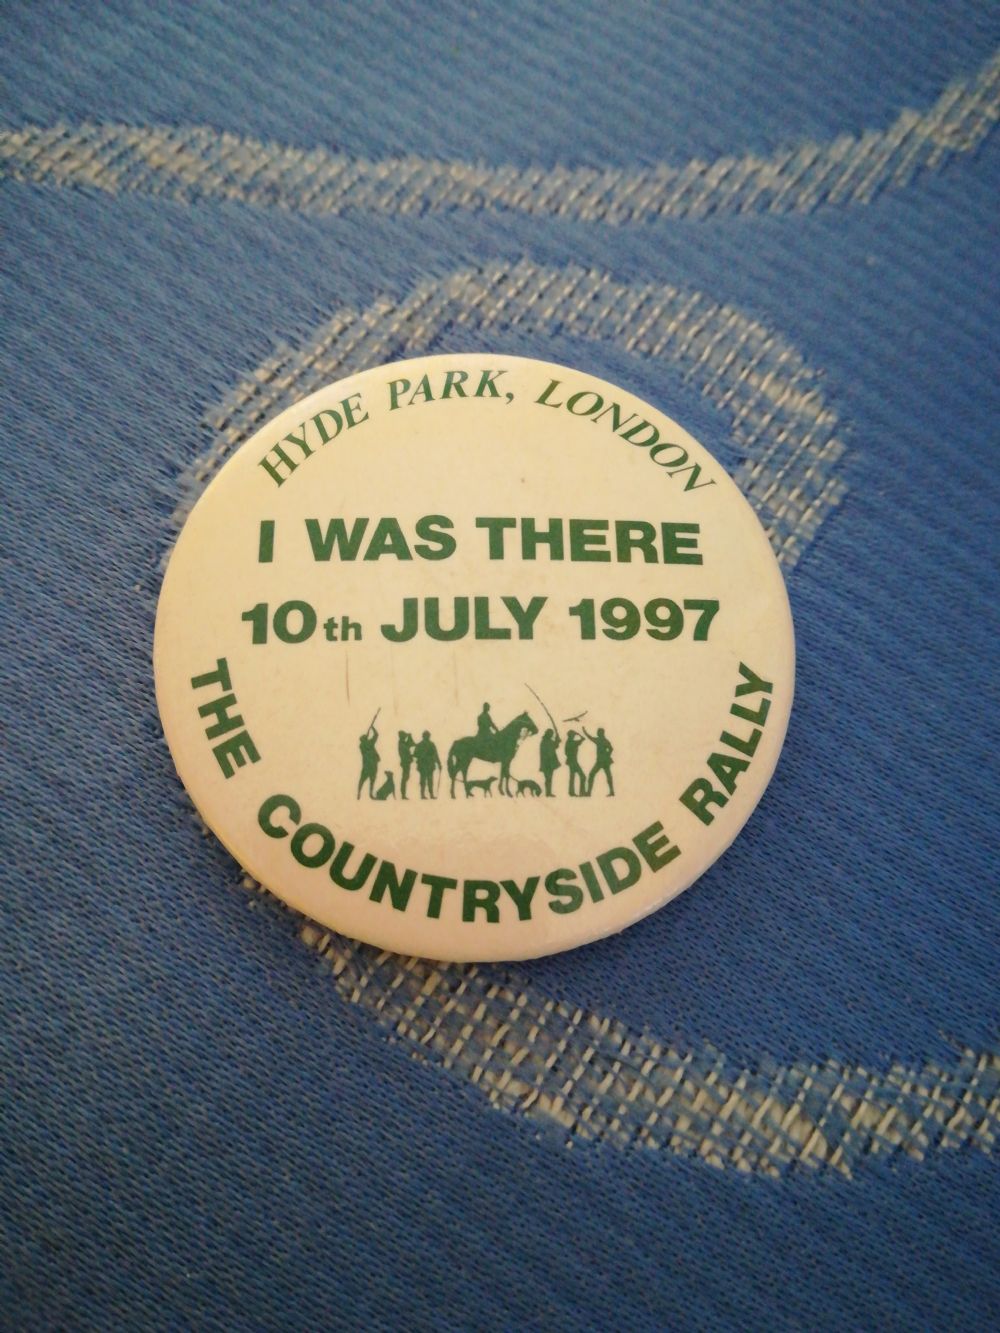 HYDE PARK, LONDON
I WAS THERE
10th JULY 1997
THE COUNTRYSIDE RALLY